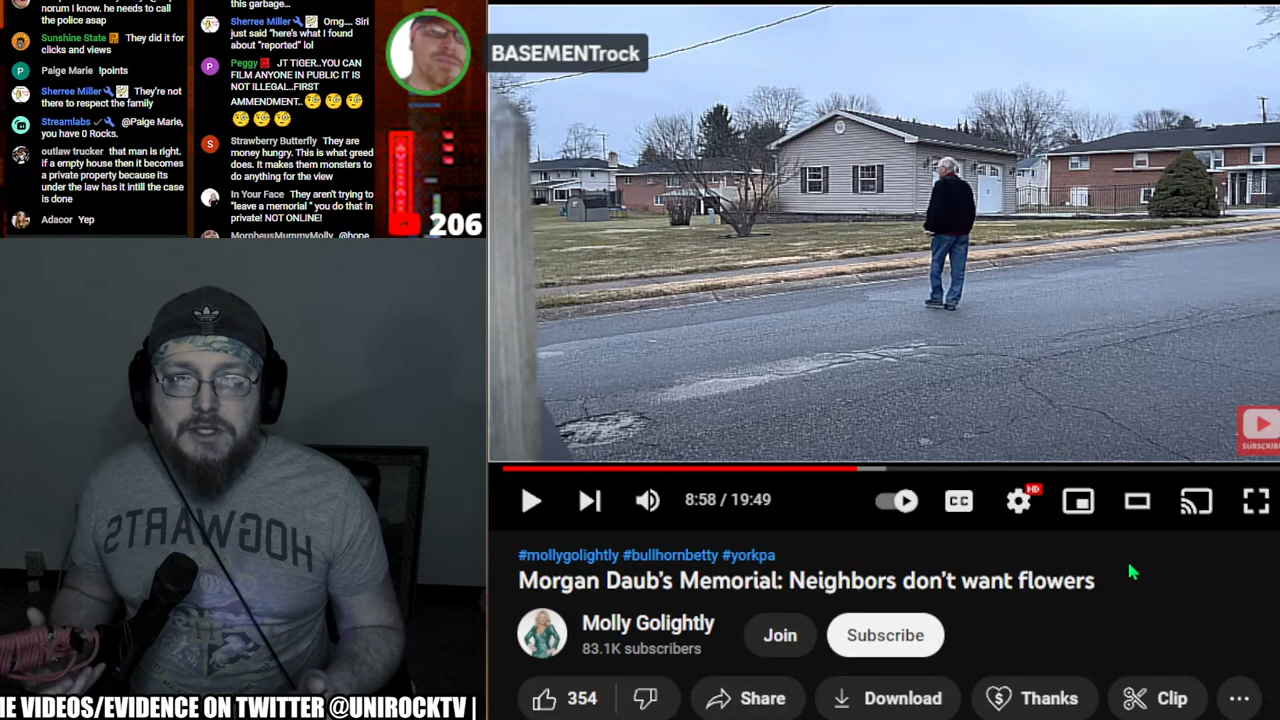 norum I know. he needs to call
the police asap
Sunshine State They did it for
clicks and views
Paige Marie !points
Sherree Miller They're not
there to respect the family
Streamlabs @Paige Marie,
you have 0 Rocks.
outlaw trucker that man is right.
if a empty house then it becomes
a private property because its
under the law has it intill the case
is done
Adacor Yep
this garbage...
Sherree Miller Omg.... Siri
just said "here's what I found
about "reported" lol
Peggy JT TIGER..YOU CAN
FILM ANYONE IN PUBLIC IT IS
NOT ILLEGAL..FIRST
AMMENDMENT..
Strawberry Butterfly They are
money hungry. This is what greed
does. It makes them monsters to
do anything for the view
In Your Face They aren't trying to
"leave a memorial" you do that in
private! NOT ONLINE!
MorpheusMummyMolly @hope
206
BASEMENTrock
HOGWARTS
SUBSCRIBE
8:58 / 19:49
CC
HD
#mollygolightly #bullhornbetty #yorkpa
Morgan Daub's Memorial: Neighbors don't want flowers
Molly Golightly
83.1K subscribers
Join
Subscribe
354
Share
Download
Thanks
Clip
ME VIDEOS/EVIDENCE ON TWITTER @UNIROCKTV |